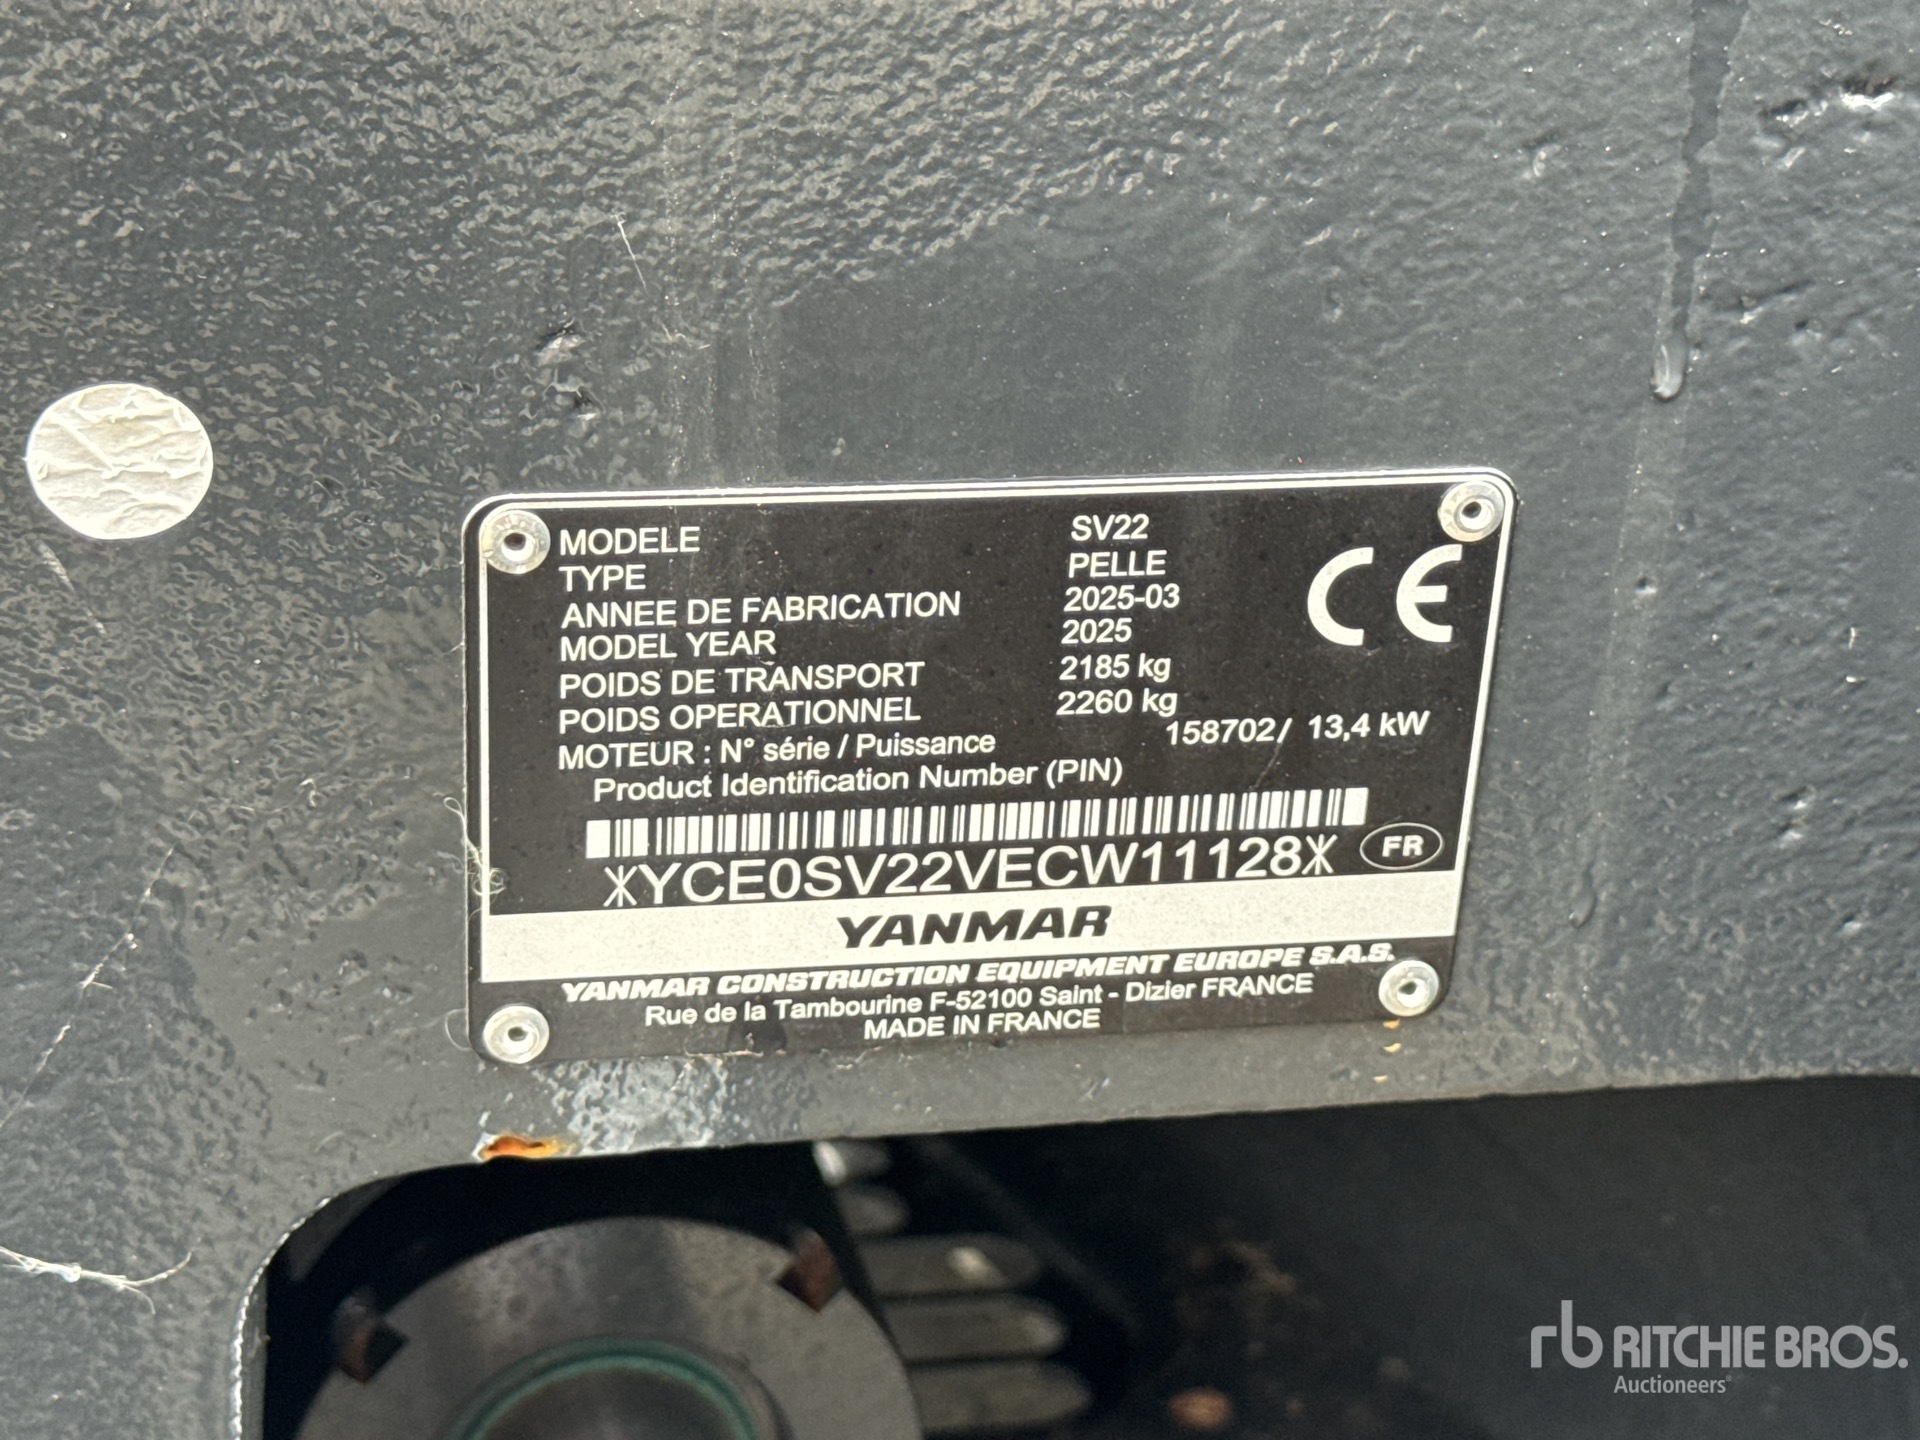 MODELE SV22
TYPE PELLE
ANNEE DE FABRICATION 2025-03
MODEL YEAR 2025
POIDS DE TRANSPORT 2185 kg
POIDS OPERATIONNEL 2260 kg
MOTEUR : N° série / Puissance 158702/ 13,4 kW
Product Identification Number (PIN)
*YCE0SV22VECW11128*
FR
CE
YANMAR
YANMAR CONSTRUCTION EQUIPMENT EUROPE S.A.S.
Rue de la Tambourine F-52100 Saint - Dizier FRANCE
MADE IN FRANCE
rb RITCHIE BROS.
Auctioneers